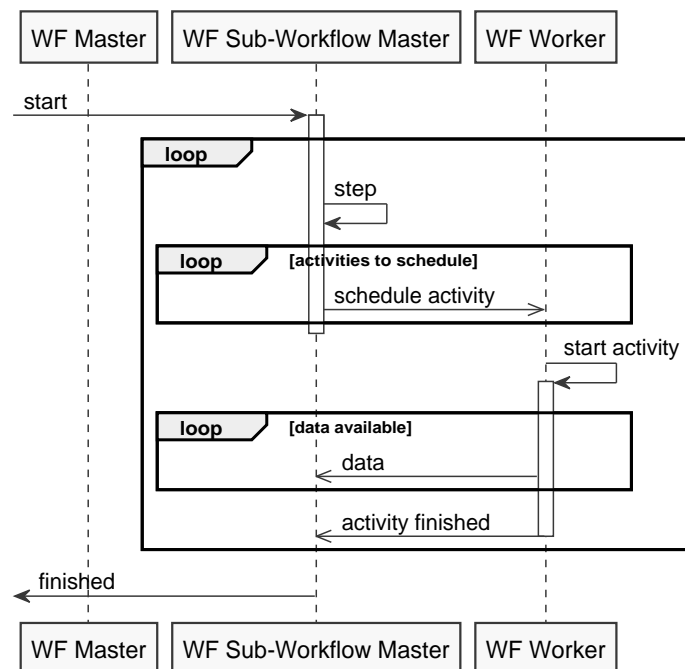 WF Master
WF Sub-Workflow Master
WF Worker
start
loop
step
loop
[activities to schedule]
schedule activity
start activity
loop
[data available]
data
activity finished
finished
WF Master
WF Sub-Workflow Master
WF Worker